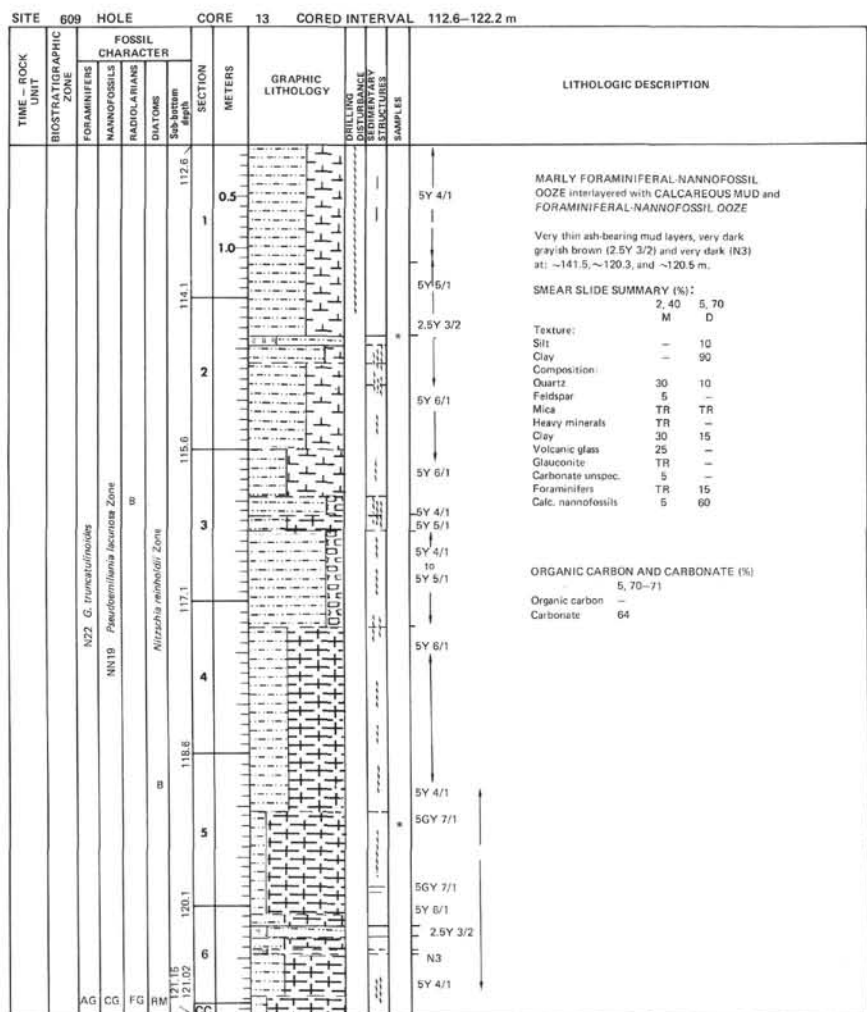 SITE 609 HOLE CORE 13 CORED INTERVAL 112.6–122.2 m
TIME – ROCK UNIT
BIOSTRATIGRAPHIC ZONE
FOSSIL CHARACTER
FORAMINIFERS
NANNOFOSSILS
RADIOLARIANS
DIATOMS
Sub-bottom depth
SECTION
METERS
GRAPHIC LITHOLOGY
DRILLING DISTURBANCE
SEDIMENTARY STRUCTURES
SAMPLES
LITHOLOGIC DESCRIPTION
N22 G. truncatulinoides
NN19 Pseudoemiliania lacunosa Zone
B
Nitzschia reinholdii Zone
B
AG CG FG RM
112.6
114.1
115.6
117.1
118.6
120.1
121.15
121.02
1
2
3
4
5
6
CC
0.5
1.0
*
*
5Y 4/1
5Y 5/1
2.5Y 3/2
5Y 6/1
5Y 6/1
5Y 4/1
5Y 5/1
5Y 4/1
to
5Y 5/1
5Y 6/1
5Y 4/1
5GY 7/1
5GY 7/1
5Y 6/1
2.5Y 3/2
N3
5Y 4/1
MARLY FORAMINIFERAL-NANNOFOSSIL
OOZE interlayered with CALCAREOUS MUD and
FORAMINIFERAL-NANNOFOSSIL OOZE
Very thin ash-bearing mud layers, very dark
grayish brown (2.5Y 3/2) and very dark (N3)
at: ~141.5, ~120.3, and ~120.5 m.
SMEAR SLIDE SUMMARY (%):
2, 40 5, 70
M D
Texture:
Silt – 10
Clay – 90
Composition:
Quartz 30 10
Feldspar 5 –
Mica TR TR
Heavy minerals TR –
Clay 30 15
Volcanic glass 25 –
Glauconite TR –
Carbonate unspec. 5 –
Foraminifers TR 15
Calc. nannofossils 5 60
ORGANIC CARBON AND CARBONATE (%)
5, 70–71
Organic carbon –
Carbonate 64